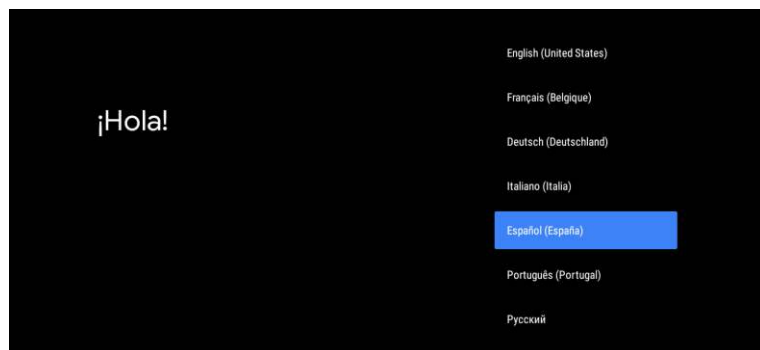 ¡Hola!
English (United States)
Français (Belgique)
Deutsch (Deutschland)
Italiano (Italia)
Español (España)
Português (Portugal)
Русский